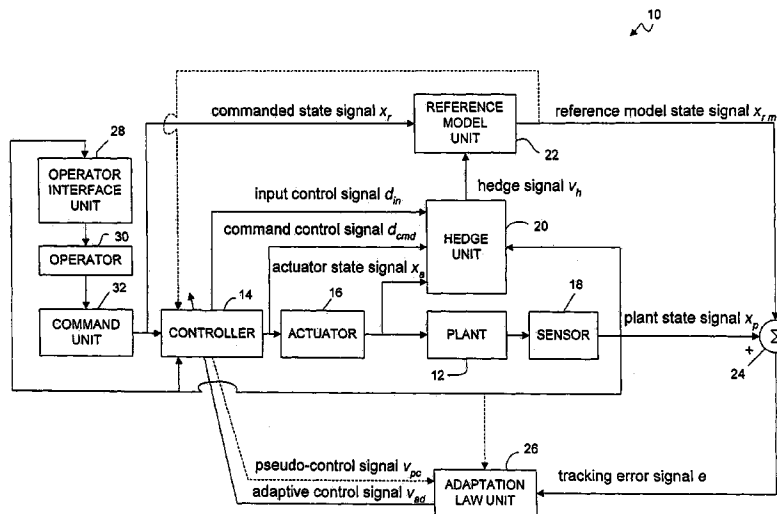 10
commanded state signal x_r
REFERENCE
MODEL
UNIT
reference model state signal x_rm
22
28
OPERATOR
INTERFACE
UNIT
hedge signal v_h
input control signal d_in
HEDGE
UNIT
20
30
OPERATOR
command control signal d_cmd
actuator state signal x_a
32
COMMAND
UNIT
14
CONTROLLER
16
ACTUATOR
PLANT
12
18
SENSOR
plant state signal x_p
+
Σ
24
pseudo-control signal v_pc
adaptive control signal v_ad
26
ADAPTATION
LAW UNIT
tracking error signal e